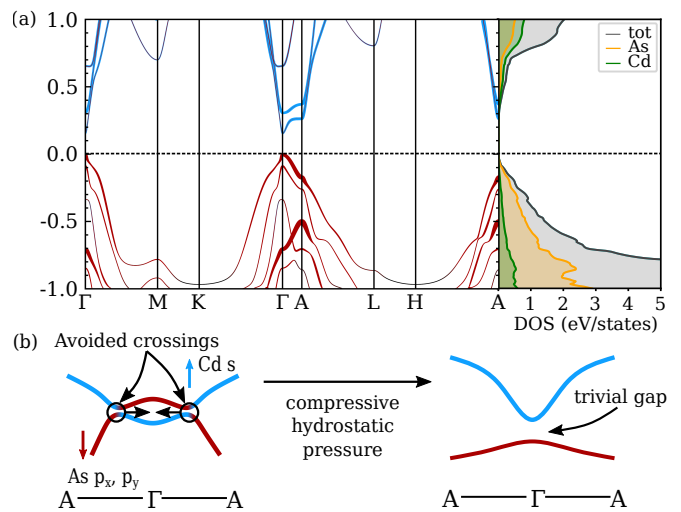 (a)
1.0
0.5
0.0
-0.5
-1.0
Γ M K Γ A L H A
tot
As
Cd
1 2 3 4 5
DOS (eV/states)
(b)
Avoided crossings
Cd s
As px, py
A Γ A
compressive
hydrostatic
pressure
trivial gap
A Γ A